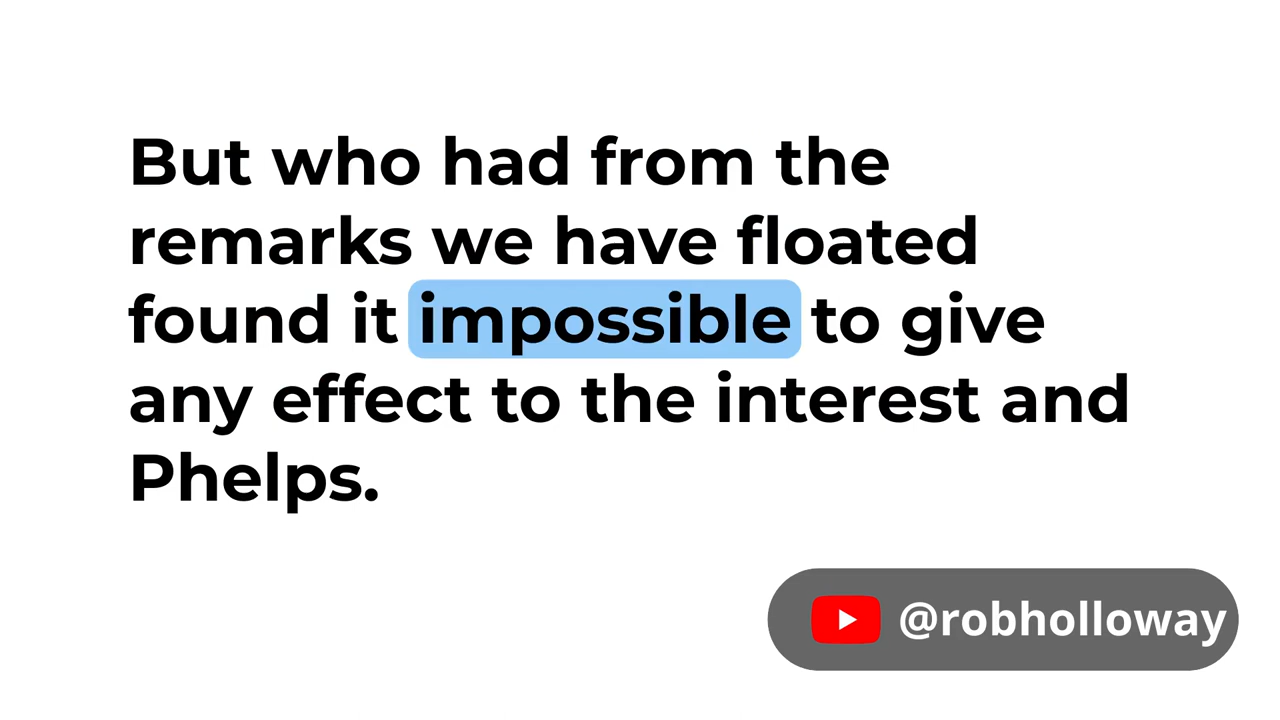 But who had from the
remarks we have floated
found it impossible to give
any effect to the interest and
Phelps.
@robholloway